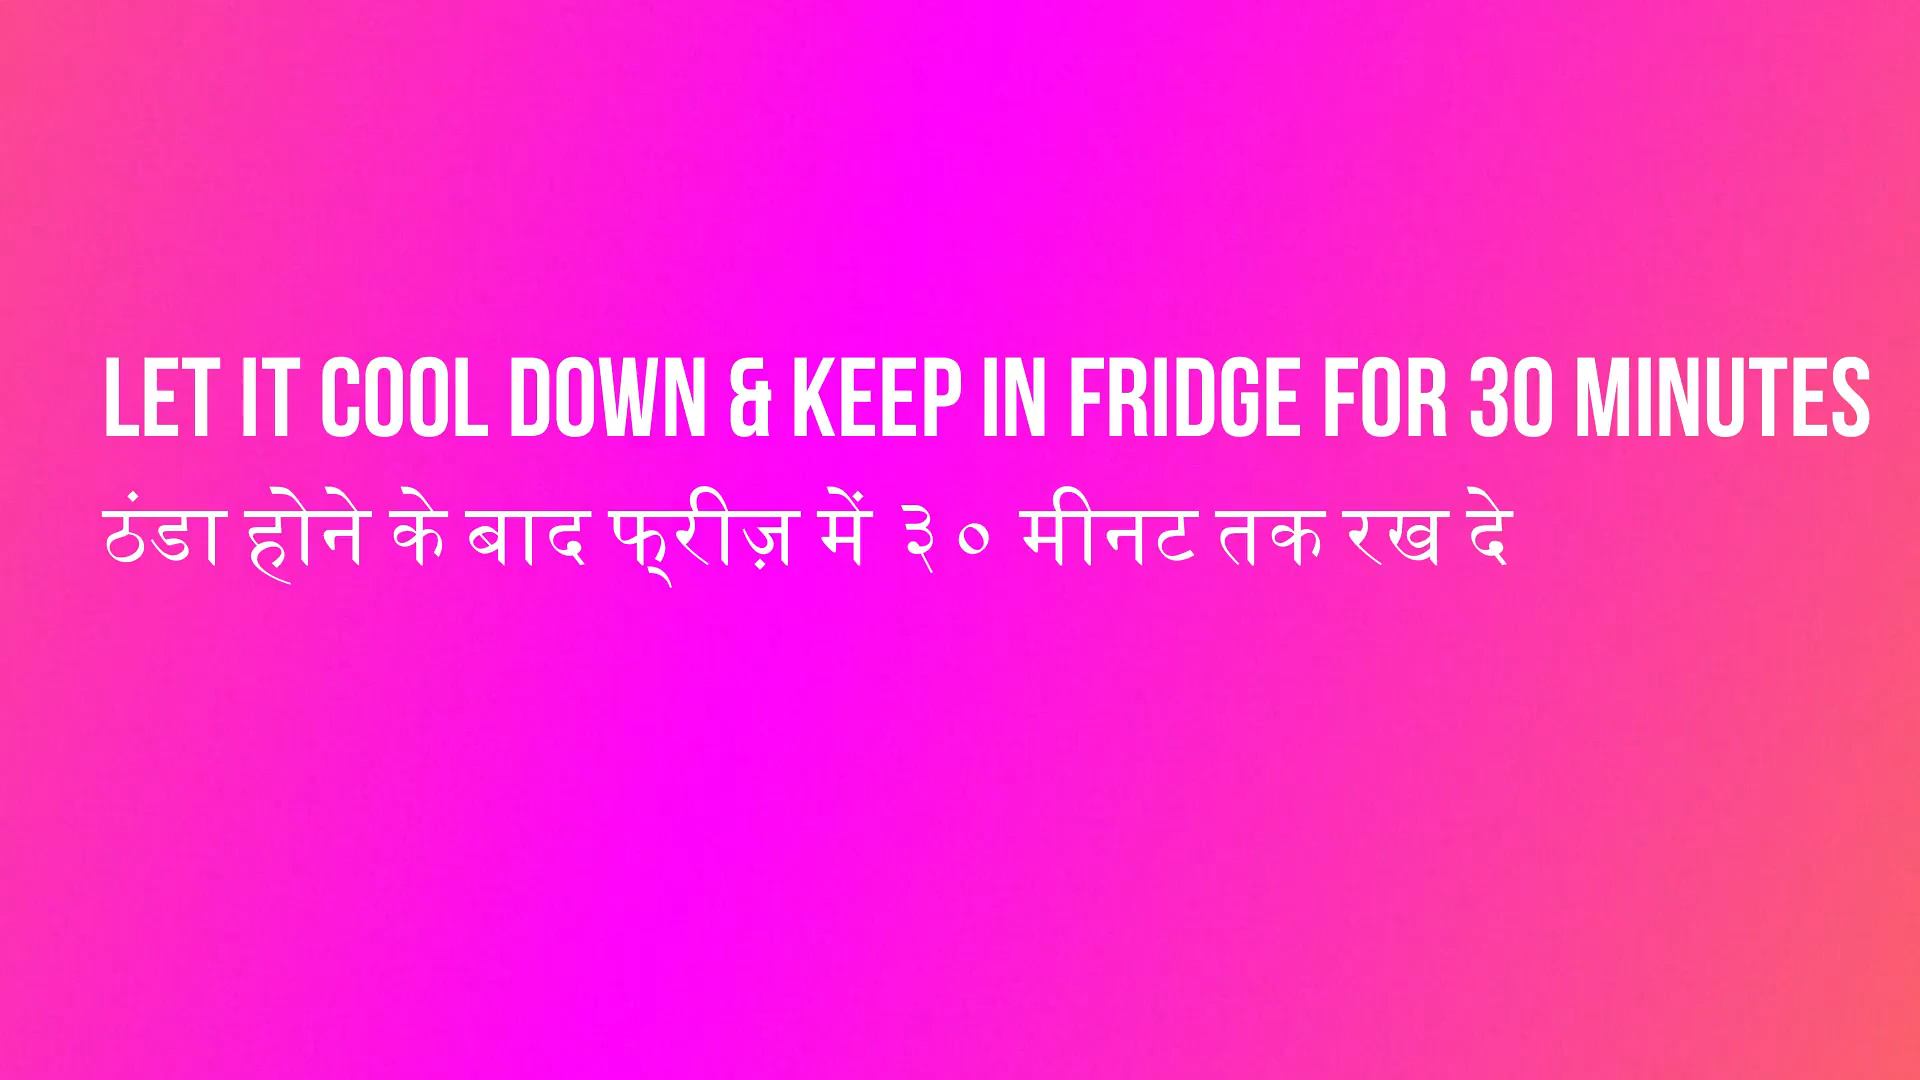 LET IT COOL DOWN & KEEP IN FRIDGE FOR 30 MINUTES
ठंडा होने के बाद फ्‌रीज़ में ३० मीनट तक रख दे